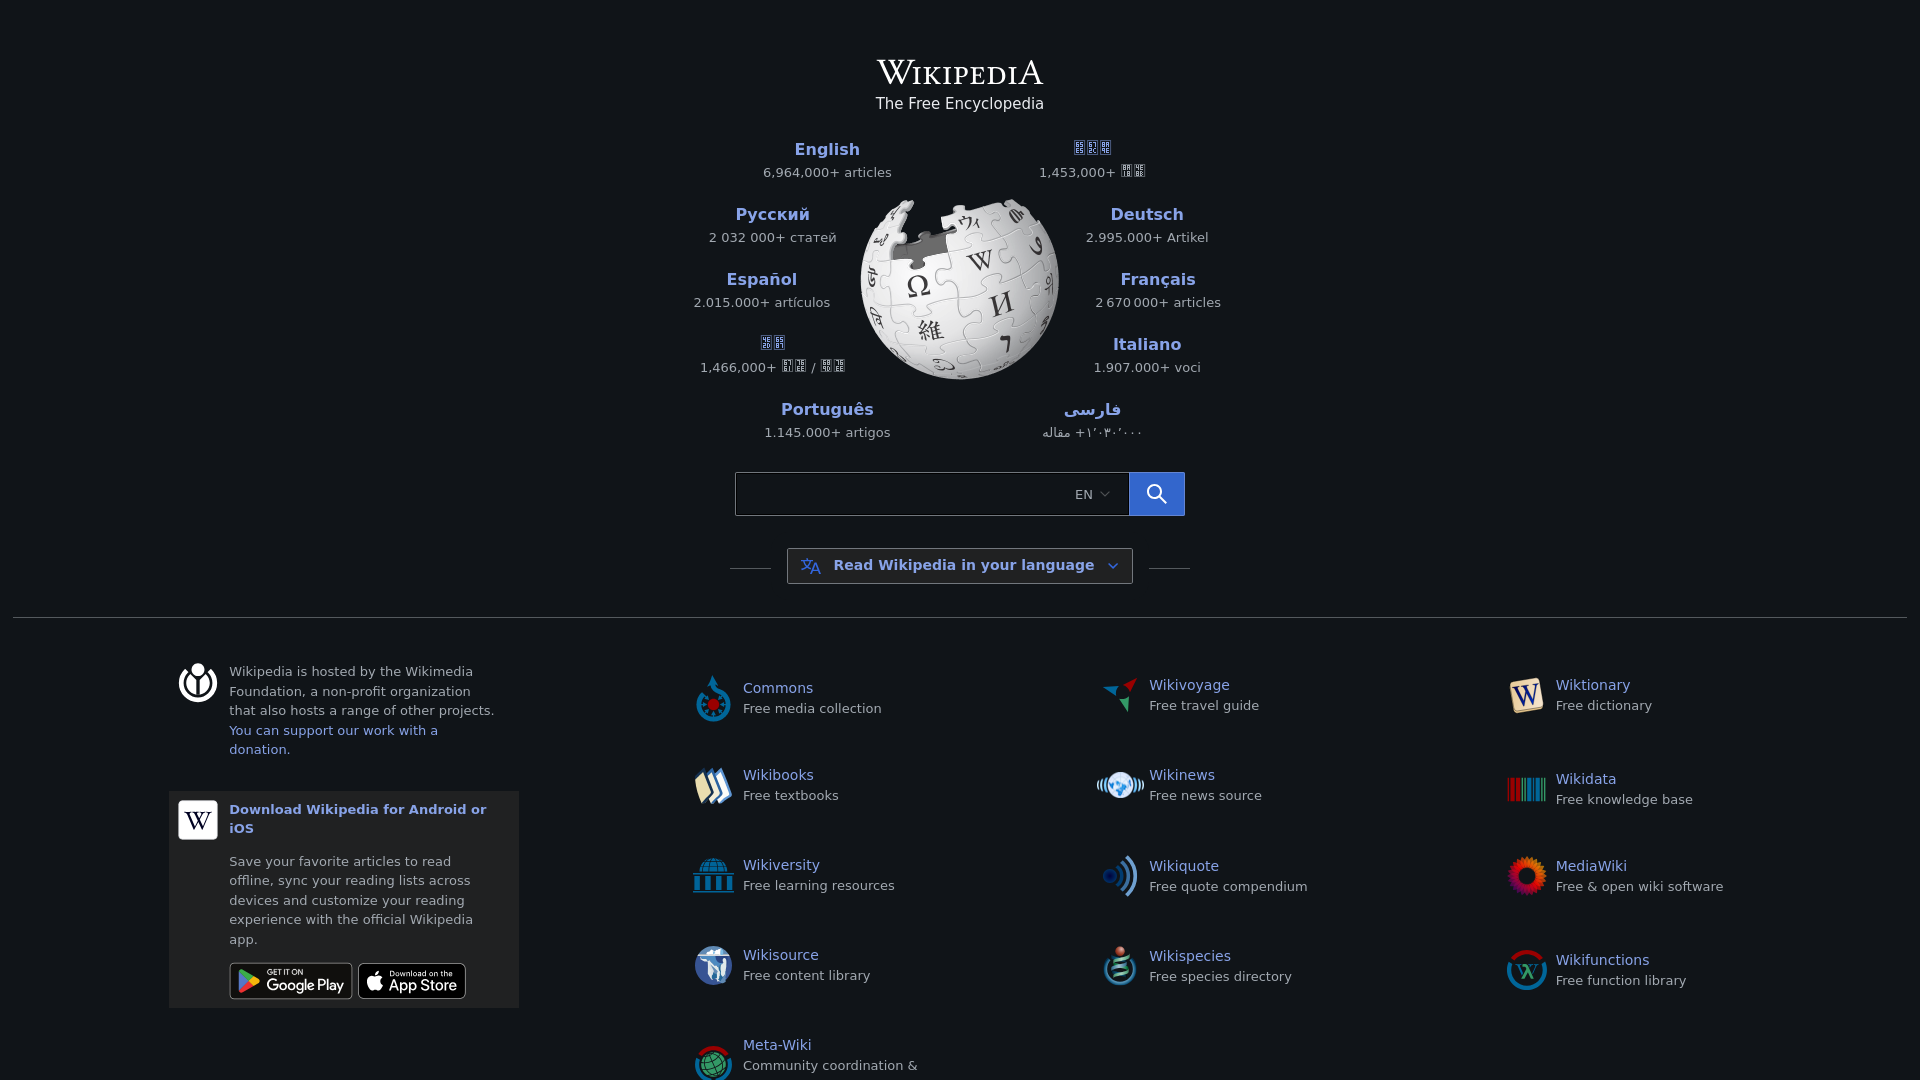 WIKIPEDIA
The Free Encyclopedia
English
6,964,000+ articles
1,453,000+
Русский
2 032 000+ статей
Deutsch
2.995.000+ Artikel
Español
2.015.000+ artículos
Français
2 670 000+ articles
1,466,000+ /
Italiano
1.907.000+ voci
Português
1.145.000+ artigos
فارسی
۱٬۰۳۰٬۰۰۰+ مقاله
Ω W И 維 ウィ
EN
Read Wikipedia in your language
Wikipedia is hosted by the Wikimedia
Foundation, a non-profit organization
that also hosts a range of other projects.
You can support our work with a
donation.
W
Download Wikipedia for Android or
iOS
Save your favorite articles to read
offline, sync your reading lists across
devices and customize your reading
experience with the official Wikipedia
app.
GET IT ON
Google Play
Download on the
App Store
Commons
Free media collection
Wikivoyage
Free travel guide
W
Wiktionary
Free dictionary
Wikibooks
Free textbooks
Wikinews
Free news source
Wikidata
Free knowledge base
Wikiversity
Free learning resources
Wikiquote
Free quote compendium
MediaWiki
Free & open wiki software
Wikisource
Free content library
Wikispecies
Free species directory
Wikifunctions
Free function library
Meta-Wiki
Community coordination &